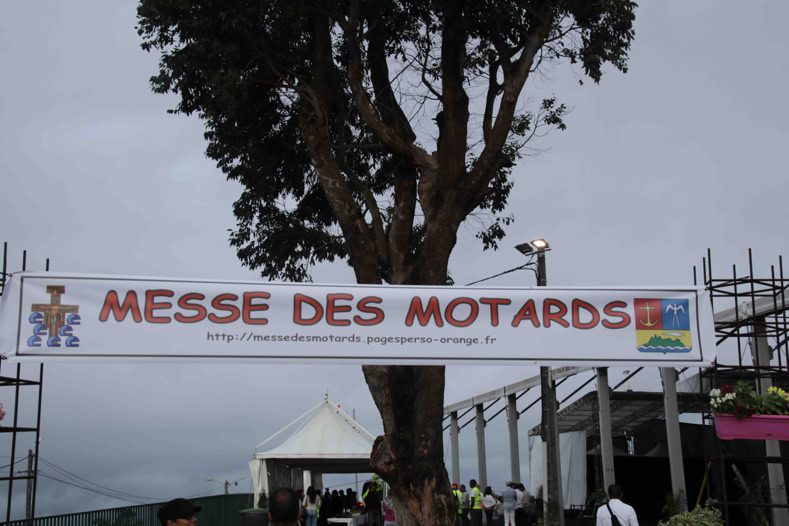 MESSE DES MOTARDS
http://messedesmotards.pagesperso-orange.fr